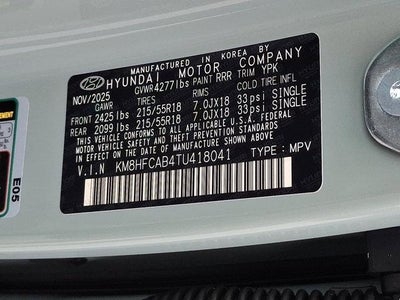 MANUFACTURED IN KOREA BY
HYUNDAI MOTOR COMPANY
NOV/2025 GVWR4277lbs PAINT RRR TRIM YPK
GAWR TIRES RIMS COLD TIRE INFL
FRONT 2425lbs 215/55R18 7.0JX18 33psi SINGLE
REAR 2099lbs 215/55R18 7.0JX18 33psi SINGLE
THIS VEHICLE CONFORMS TO ALL APPLICABLE U.S.A FEDERAL
MOTOR VEHICLE SAFETY, BUMPER, AND THEFT PREVENTION STANDARDS
IN EFFECT ON THE DATE OF MANUFACTURE SHOWN ABOVE.
V.I.N KM8HFCAB4TU418041 TYPE: MPV
E05